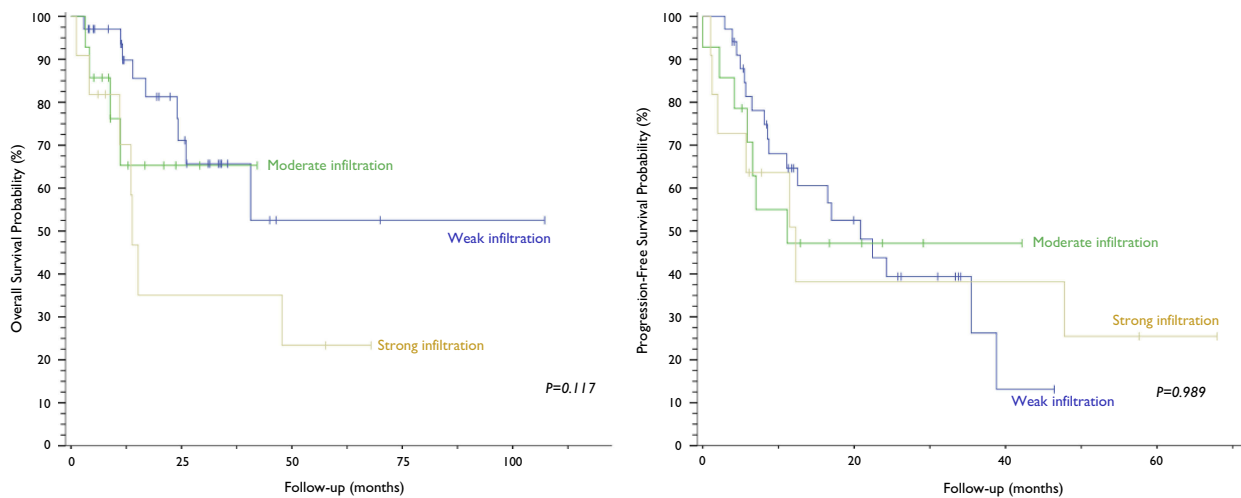 Overall Survival Probability (%)
100
90
80
70
60
50
40
30
20
10
0
Moderate infiltration
Weak infiltration
Strong infiltration
P=0.117
0 25 50 75 100
Follow-up (months)
Progression-Free Survival Probability (%)
100
90
80
70
60
50
40
30
20
10
0
Moderate infiltration
Strong infiltration
Weak infiltration
P=0.989
0 20 40 60
Follow-up (months)